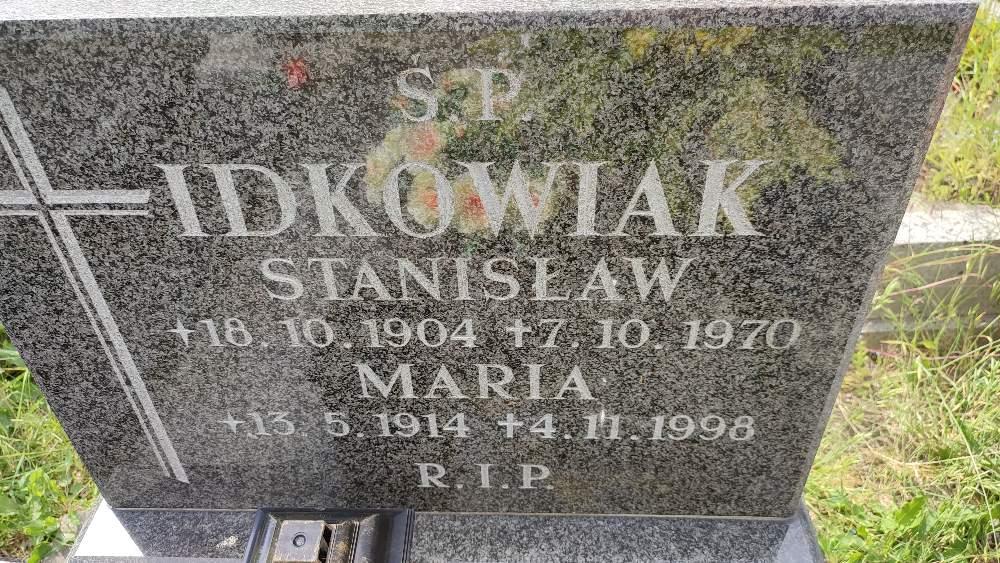 Ś.P.
IDKOWIAK
STANISŁAW
+18.10.1904 +7.10.1970
MARIA
+13.5.1914 +4.11.1998
R.I.P.